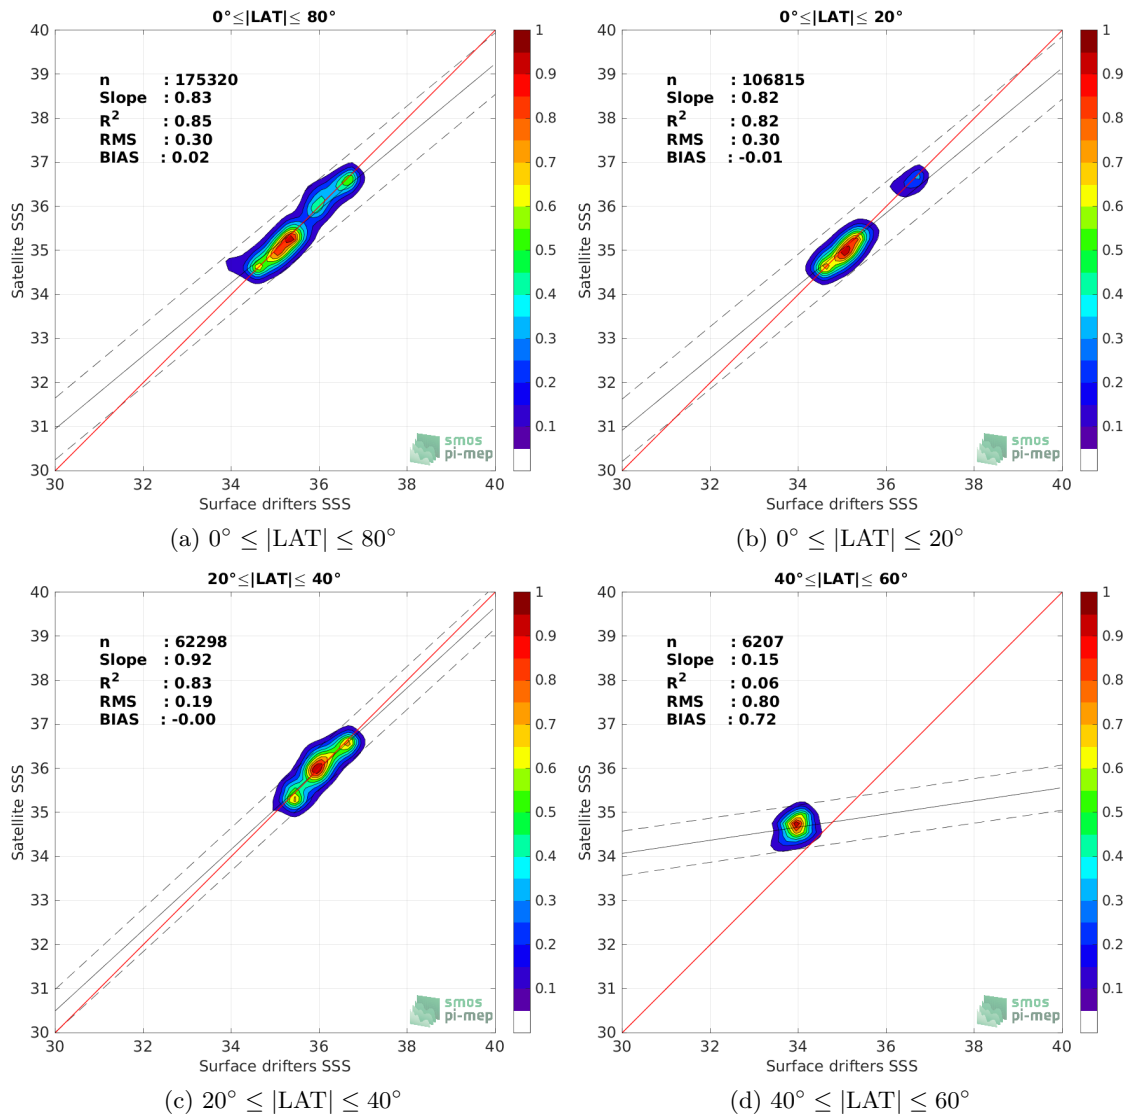 0°≤|LAT|≤ 80°
n : 175320
Slope : 0.83
R² : 0.85
RMS : 0.30
BIAS : 0.02
40
39
38
37
36
35
34
33
32
31
30
Satellite SSS
30 32 34 36 38 40
Surface drifters SSS
smos
pi-mep
1
0.9
0.8
0.7
0.6
0.5
0.4
0.3
0.2
0.1
(a) 0° ≤ |LAT| ≤ 80°
0°≤|LAT|≤ 20°
n : 106815
Slope : 0.82
R² : 0.82
RMS : 0.30
BIAS : -0.01
40
39
38
37
36
35
34
33
32
31
30
Satellite SSS
30 32 34 36 38 40
Surface drifters SSS
smos
pi-mep
1
0.9
0.8
0.7
0.6
0.5
0.4
0.3
0.2
0.1
(b) 0° ≤ |LAT| ≤ 20°
20°≤|LAT|≤ 40°
n : 62298
Slope : 0.92
R² : 0.83
RMS : 0.19
BIAS : -0.00
40
39
38
37
36
35
34
33
32
31
30
Satellite SSS
30 32 34 36 38 40
Surface drifters SSS
smos
pi-mep
1
0.9
0.8
0.7
0.6
0.5
0.4
0.3
0.2
0.1
(c) 20° ≤ |LAT| ≤ 40°
40°≤|LAT|≤ 60°
n : 6207
Slope : 0.15
R² : 0.06
RMS : 0.80
BIAS : 0.72
40
39
38
37
36
35
34
33
32
31
30
Satellite SSS
30 32 34 36 38 40
Surface drifters SSS
smos
pi-mep
1
0.9
0.8
0.7
0.6
0.5
0.4
0.3
0.2
0.1
(d) 40° ≤ |LAT| ≤ 60°